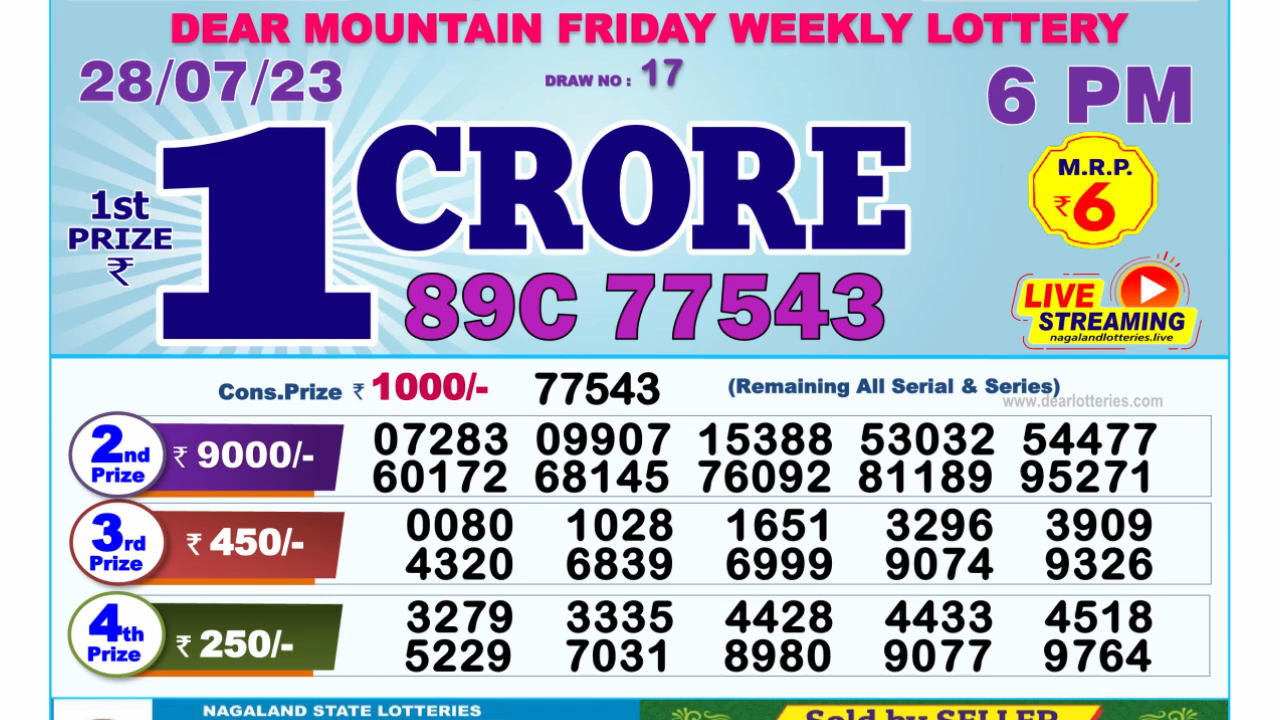 DEAR MOUNTAIN FRIDAY WEEKLY LOTTERY
28/07/23
DRAW NO : 17
6 PM
1st
PRIZE
₹
1 CRORE
M.R.P.
₹6
89C 77543
LIVE
STREAMING
nagalandlotteries.live
Cons.Prize ₹ 1000/- 77543 (Remaining All Serial & Series)
www.dearlotteries.com
2nd
Prize
₹ 9000/-
07283 09907 15388 53032 54477
60172 68145 76092 81189 95271
3rd
Prize
₹ 450/-
0080 1028 1651 3296 3909
4320 6839 6999 9074 9326
4th
Prize
₹ 250/-
3279 3335 4428 4433 4518
5229 7031 8980 9077 9764
NAGALAND STATE LOTTERIES
Sold by SELLER